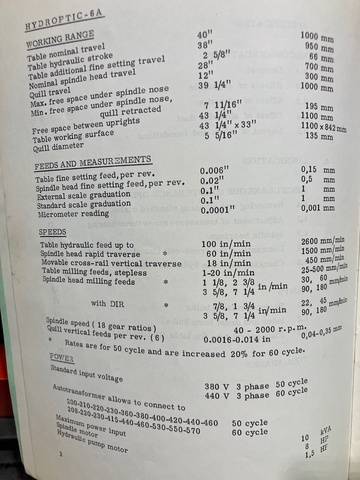 HYDROPTIC-6A
WORKING RANGE
Table nominal travel 40" 1000 mm
Table hydraulic stroke 38" 950 mm
Table additional fine setting travel 2 5/8" 66 mm
Nominal spindle head travel 28" 700 mm
Quill travel 12" 300 mm
Max. free space under spindle nose 39 1/4" 1000 mm
Min. free space under spindle nose,
quill retracted 7 11/16" 195 mm
Free space between uprights 43 1/4" 1100 mm
Table working surface 43 1/4" x 33" 1100 x 842 mm
Quill diameter 5 5/16" 135 mm
FEEDS AND MEASUREMENTS
Table fine setting feed, per rev. 0.006" 0,15 mm
Spindle head fine setting feed, per rev. 0.02" 0,5 mm
External scale graduation 0.1" 1 mm
Standard scale graduation 0.1" 1 mm
Micrometer reading 0.0001" 0,001 mm
SPEEDS
Table hydraulic feed up to 100 in/min 2600 mm/min
Spindle head rapid traverse * 60 in/min 1500 mm/min
Movable cross-rail vertical traverse 18 in/min 450 mm/min
Table milling feeds, stepless 1-20 in/min 25-500 mm/min
Spindle head milling feeds * 1 1/8, 2 3/8 in/min 30, 60 mm/min
3 5/8, 7 1/4 90, 180
with DIR * 7/8, 1 3/4 in/min 22, 45 mm/min
3 5/8, 7 1/4 90, 180
Spindle speed (18 gear ratios) 40 - 2000 r.p.m.
Quill vertical feeds per rev. (6) 0.0016-0.014 in 0,04-0,35 mm
* Rates are for 50 cycle and are increased 20% for 60 cycle.
POWER
Standard input voltage 380 V 3 phase 50 cycle
440 V 3 phase 60 cycle
Autotransformer allows to connect to
200-210-220-230-360-380-400-420-440-460 50 cycle
200-210-220-230-415-440-460-530-550-570 60 cycle
Maximum power input 10 kVA
Spindle motor 8 HP
Hydraulic pump motor 1,5 HP